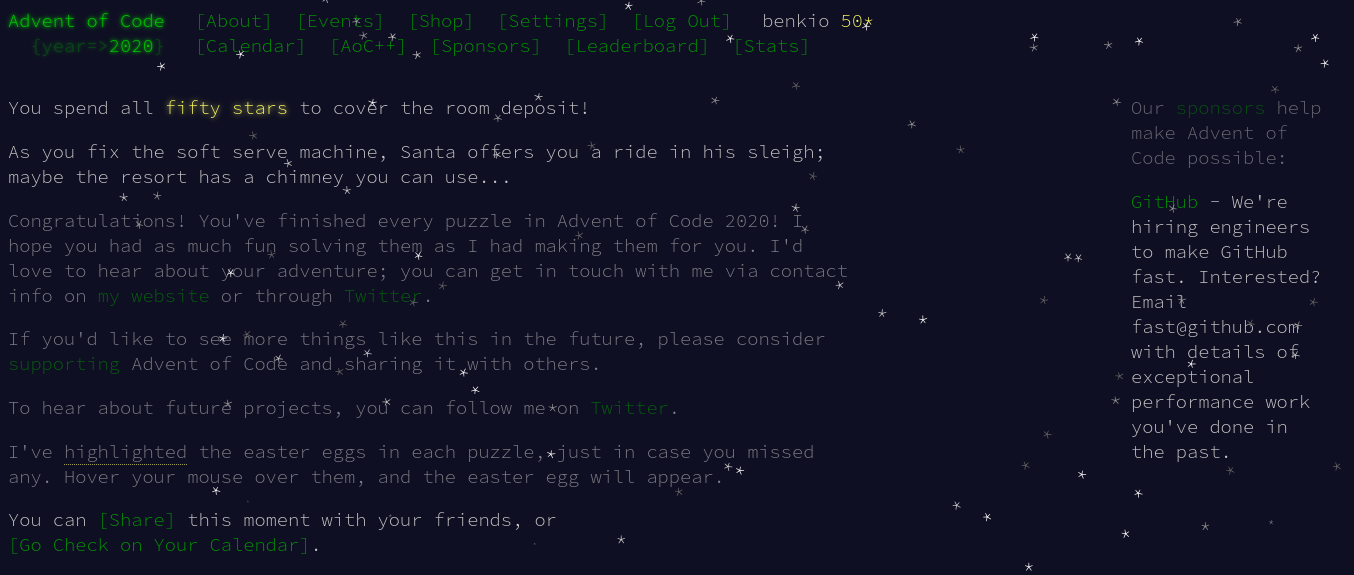 Advent of Code [About] [Events] [Shop] [Settings] [Log Out] benkio 50*
{year=>2020} [Calendar] [AoC++] [Sponsors] [Leaderboard] [Stats]
You spend all fifty stars to cover the room deposit!
As you fix the soft serve machine, Santa offers you a ride in his sleigh;
maybe the resort has a chimney you can use...
Congratulations! You've finished every puzzle in Advent of Code 2020! I
hope you had as much fun solving them as I had making them for you. I'd
love to hear about your adventure; you can get in touch with me via contact
info on my website or through Twitter.
If you'd like to see more things like this in the future, please consider
supporting Advent of Code and sharing it with others.
To hear about future projects, you can follow me on Twitter.
I've highlighted the easter eggs in each puzzle, just in case you missed
any. Hover your mouse over them, and the easter egg will appear.
You can [Share] this moment with your friends, or
[Go Check on Your Calendar].
Our sponsors help
make Advent of
Code possible:
GitHub - We're
hiring engineers
to make GitHub
fast. Interested?
Email
fast@github.com
with details of
exceptional
performance work
you've done in
the past.